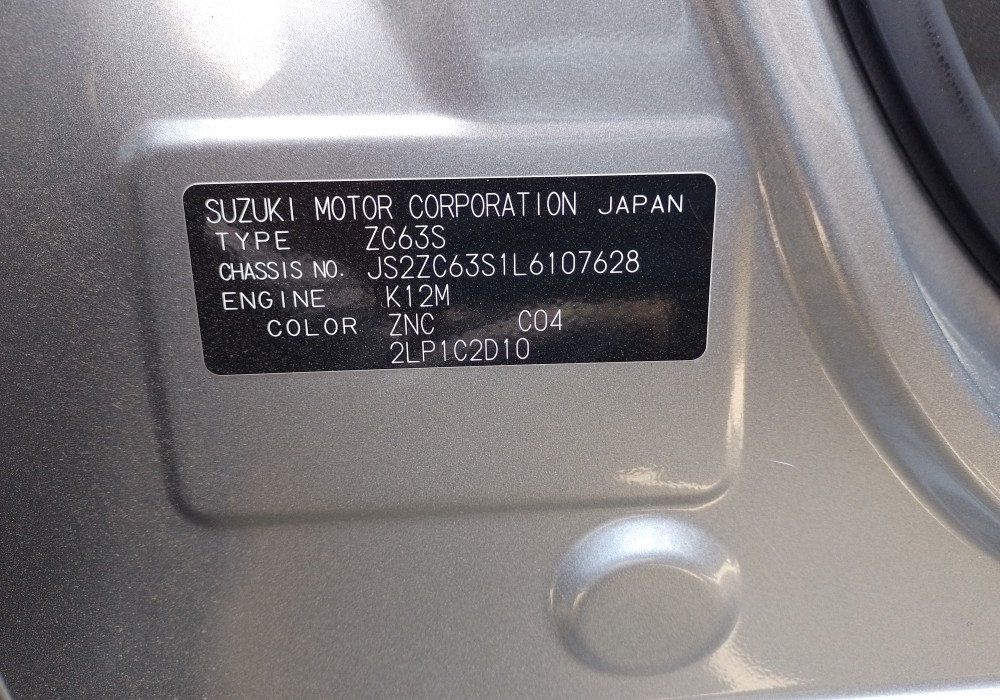 SUZUKI MOTOR CORPORATION JAPAN
TYPE ZC63S
CHASSIS NO. JS2ZC63S1L6107628
ENGINE K12M
COLOR ZNC C04
2LP1C2D10